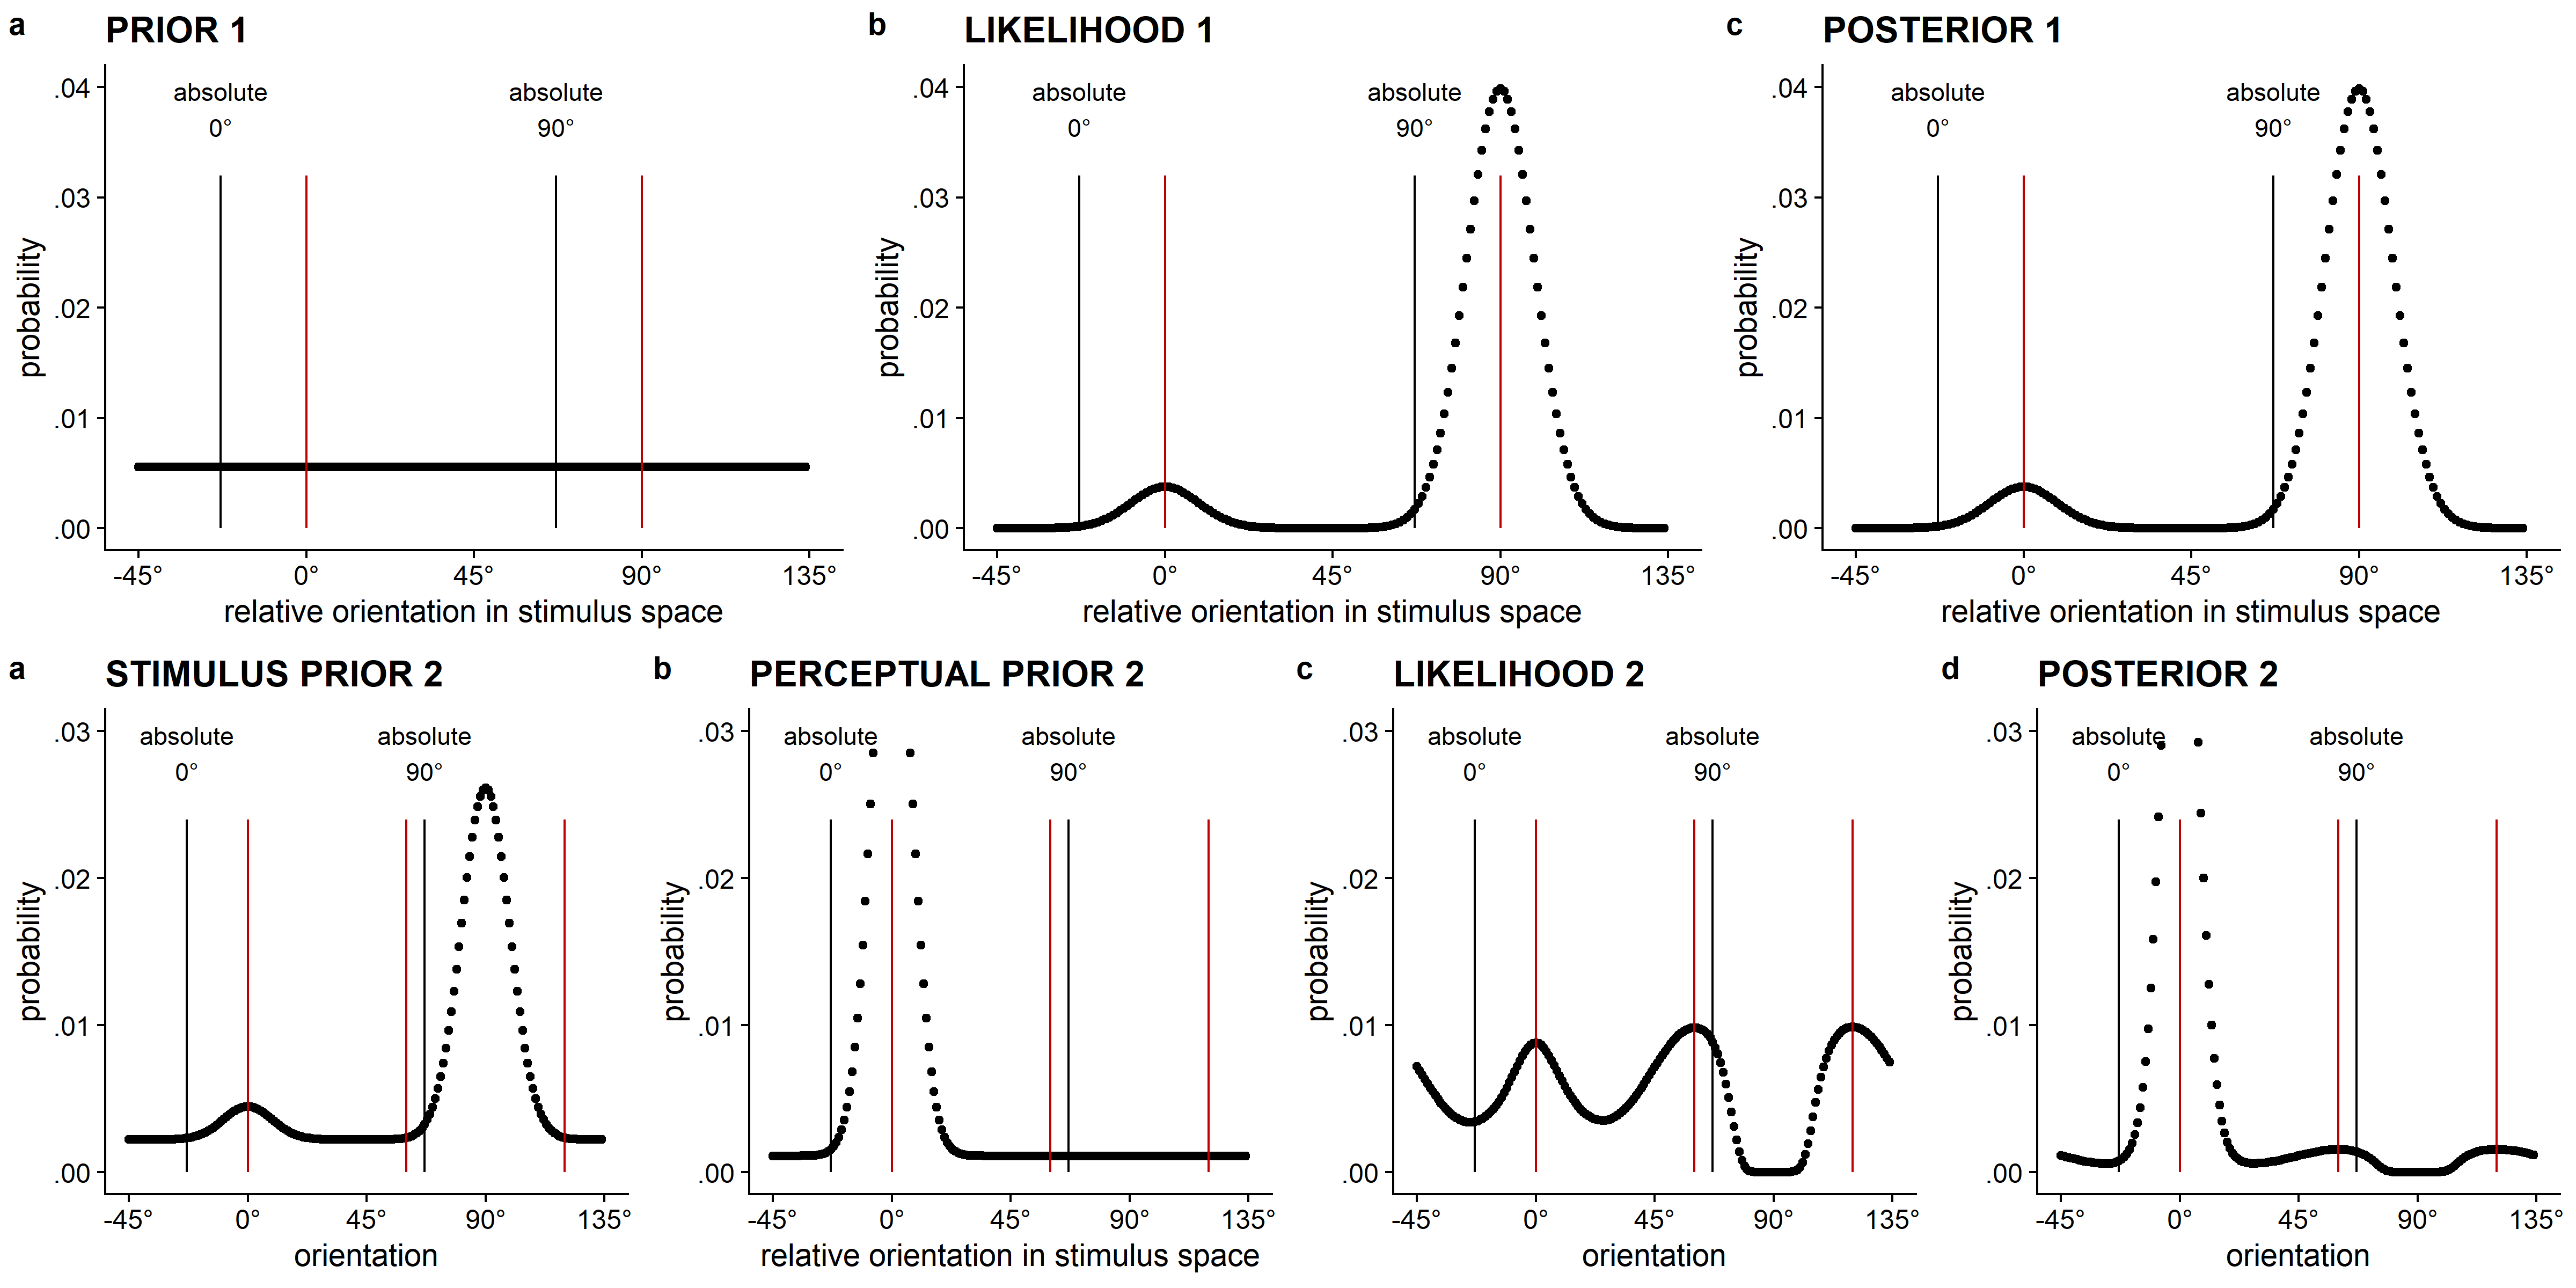 a PRIOR 1
.04
.03
.02
.01
.00
probability
absolute
0°
absolute
90°
-45° 0° 45° 90° 135°
relative orientation in stimulus space
b LIKELIHOOD 1
.04
.03
.02
.01
.00
probability
absolute
0°
absolute
90°
-45° 0° 45° 90° 135°
relative orientation in stimulus space
c POSTERIOR 1
.04
.03
.02
.01
.00
probability
absolute
0°
absolute
90°
-45° 0° 45° 90° 135°
relative orientation in stimulus space
a STIMULUS PRIOR 2
.03
.02
.01
.00
probability
absolute
0°
absolute
90°
-45° 0° 45° 90° 135°
orientation
b PERCEPTUAL PRIOR 2
.03
.02
.01
.00
probability
absolute
0°
absolute
90°
-45° 0° 45° 90° 135°
relative orientation in stimulus space
c LIKELIHOOD 2
.03
.02
.01
.00
probability
absolute
0°
absolute
90°
-45° 0° 45° 90° 135°
orientation
d POSTERIOR 2
.03
.02
.01
.00
probability
absolute
0°
absolute
90°
-45° 0° 45° 90° 135°
orientation